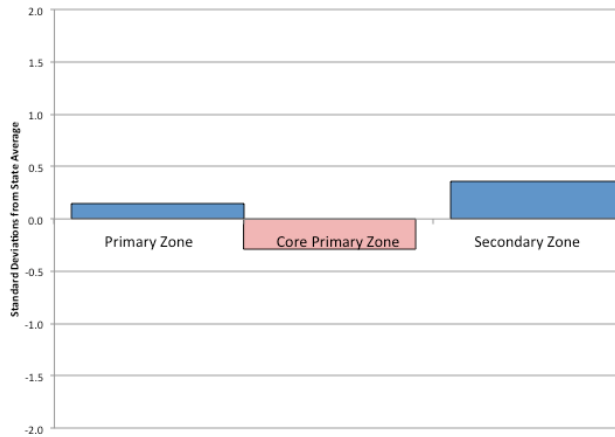 2.0
1.5
1.0
0.5
0.0
-0.5
-1.0
-1.5
-2.0
Standard Deviations from State Average
Primary Zone
Core Primary Zone
Secondary Zone